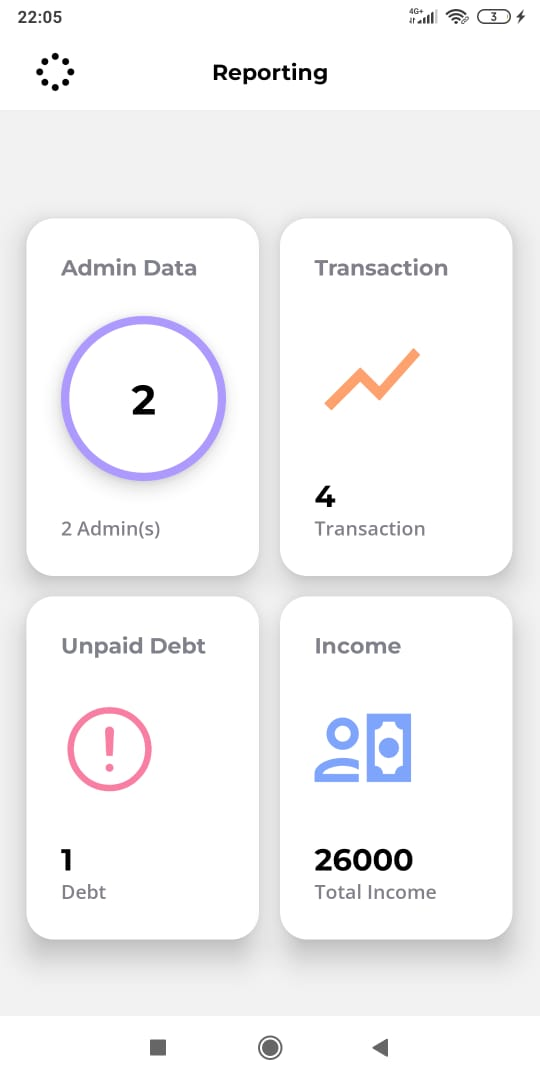 22:05
4G+
3
Reporting
Admin Data
2
2 Admin(s)
Transaction
4
Transaction
Unpaid Debt
1
Debt
Income
26000
Total Income